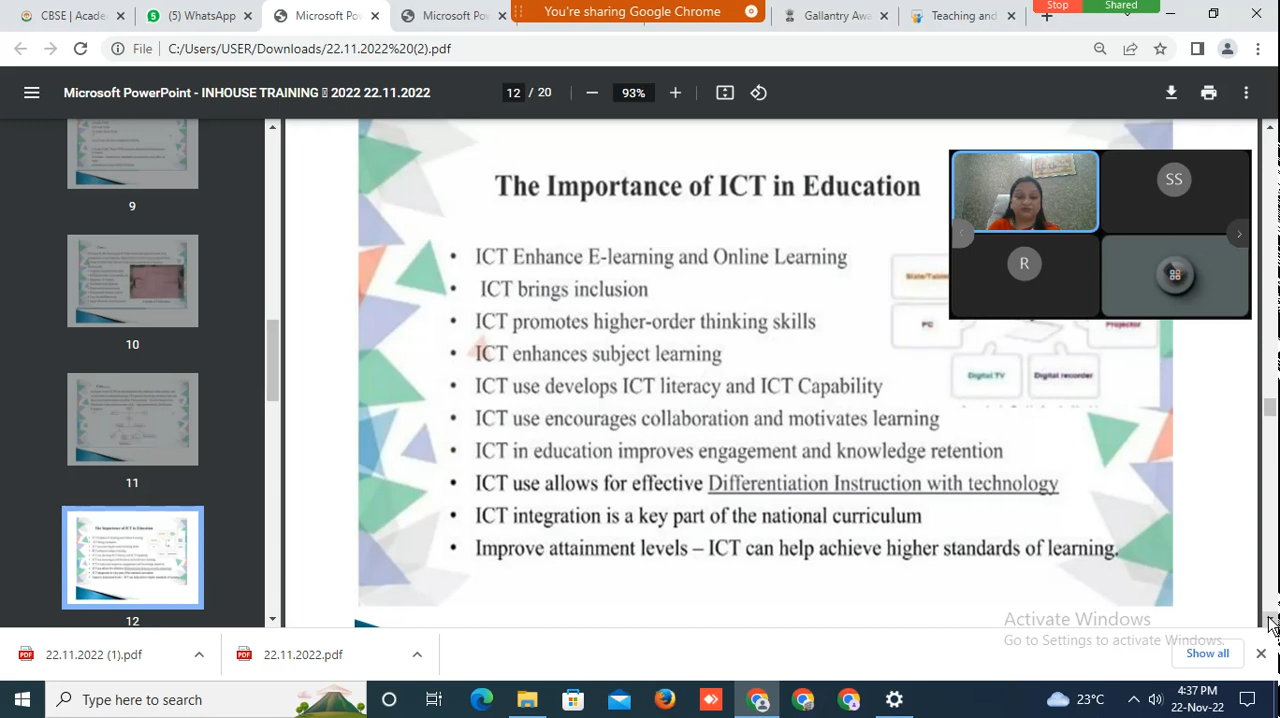 CBSE | Acade
(5) WhatsApp
Microsoft Po
Microsoft Po
You're sharing Google Chrome
Gallantry Awa
Teaching and
Stop
Shared
File
C:/Users/USER/Downloads/22.11.2022%20(2).pdf
Microsoft PowerPoint - INHOUSE TRAINING 2022 22.11.2022
12 / 20
93%
9
10
11
12
The Importance of ICT in Education
• ICT Enhance E-learning and Online Learning
• ICT brings inclusion
• ICT promotes higher-order thinking skills
• ICT enhances subject learning
• ICT use develops ICT literacy and ICT Capability
• ICT use encourages collaboration and motivates learning
• ICT in education improves engagement and knowledge retention
• ICT use allows for effective Differentiation Instruction with technology
• ICT integration is a key part of the national curriculum
• Improve attainment levels – ICT can help achieve higher standards of learning.
Slate/Tablet
PC
Projector
Digital TV
Digital recorder
SS
R
Activate Windows
Go to Settings to activate Windows.
22.11.2022 (1).pdf
22.11.2022.pdf
Show all
Type here to search
23°C
4:37 PM
22-Nov-22